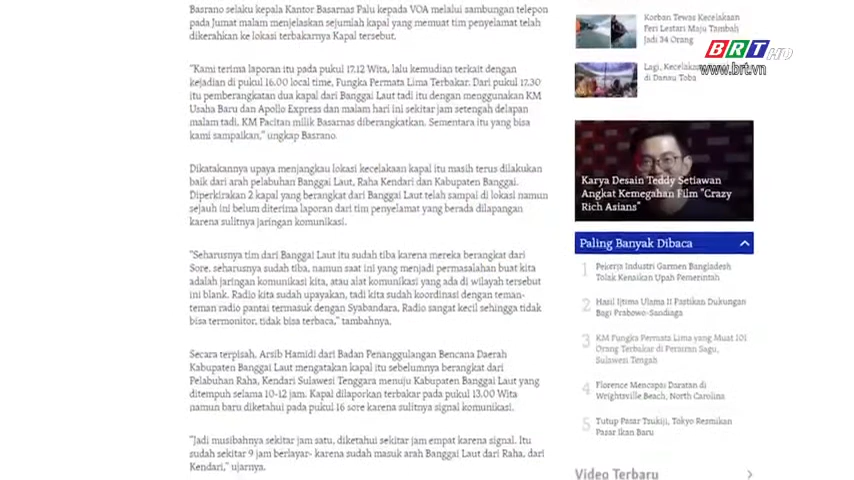 Basrano selaku kepala Kantor Basarnas Palu kepada VOA melalui sambungan telepon
pada Jumat malam menjelaskan sejumlah kapal yang memuat tim penyelamat telah
dikerahkan ke lokasi terbakarnya Kapal tersebut.
"Kami terima laporan itu pada pukul 17.12 Wita, lalu kemudian terkait dengan
kejadian di pukul 16.00 local time, Fungka Permata Lima Terbakar. Dari pukul 17.30
itu pemberangkatan dua kapal dari Banggai Laut tadi itu dengan menggunakan KM
Usaha Baru dan Apollo Express dan malam hari ini sekitar jam setengah delapan
malam tadi, KM Pacitan milik Basarnas diberangkatkan. Sementara itu yang bisa
kami sampaikan," ungkap Basrano.
Dikatakannya upaya menjangkau lokasi kecelakaan kapal itu masih terus dilakukan
baik dari arah pelabuhan Banggai Laut, Raha Kendari dan Kabupaten Banggai.
Diperkirakan 2 kapal yang berangkat dari Banggai Laut telah sampai di lokasi namun
sejauh ini belum diterima laporan dari tim penyelamat yang berada dilapangan
karena sulitnya jaringan komunikasi.
"Seharusnya tim dari Banggai Laut itu sudah tiba karena mereka berangkat dari
Sore, seharusnya sudah tiba, namun saat ini yang menjadi permasalahan buat kita
adalah jaringan komunikasi kita, atau alat komunikasi yang ada di wilayah tersebut
ini blank. Radio kita sudah upayakan, tadi kita sudah koordinasi dengan teman-
teman radio pantai termasuk dengan Syabandara, Radio sangat kecil sehingga tidak
bisa termonitor, tidak bisa terbaca," tambahnya.
Secara terpisah, Arsib Hamidi dari Badan Penanggulangan Bencana Daerah
Kabupaten Banggai Laut mengatakan kapal itu sebelumnya berangkat dari
Pelabuhan Raha, Kendari Sulawesi Tenggara menuju Kabupaten Banggai Laut yang
ditempuh selama 10-12 jam. Kapal dilaporkan terbakar pada pukul 13.00 Wita
namun baru diketahui pada pukul 16 sore karena sulitnya signal komunikasi.
"Jadi musibahnya sekitar jam satu, diketahui sekitar jam empat karena signal. Itu
sudah sekitar 9 jam berlayar- karena sudah masuk arah Banggai Laut dari Raha, dari
Kendari," ujarnya.
Korban Tewas Kecelakaan
Feri Lestari Maju Tambah
Jadi 34 Orang
BRT HD
www.brt.vn
Lagi, Kecelakaan
di Danau Toba
Karya Desain Teddy Setiawan
Angkat Kemegahan Film "Crazy
Rich Asians"
Paling Banyak Dibaca
1 Pekerja Industri Garmen Bangladesh
Tolak Kenaikan Upah Pemerintah
2 Hasil Ijtima Ulama II Pastikan Dukungan
Bagi Prabowo-Sandiaga
3 KM Fungka Permata Lima yang Muat 101
Orang Terbakar di Perairan Sagu,
Sulawesi Tengah
4 Florence Mencapai Daratan di
Wrightsville Beach, North Carolina
5 Tutup Pasar Tsukiji, Tokyo Resmikan
Pasar Ikan Baru
Video Terbaru